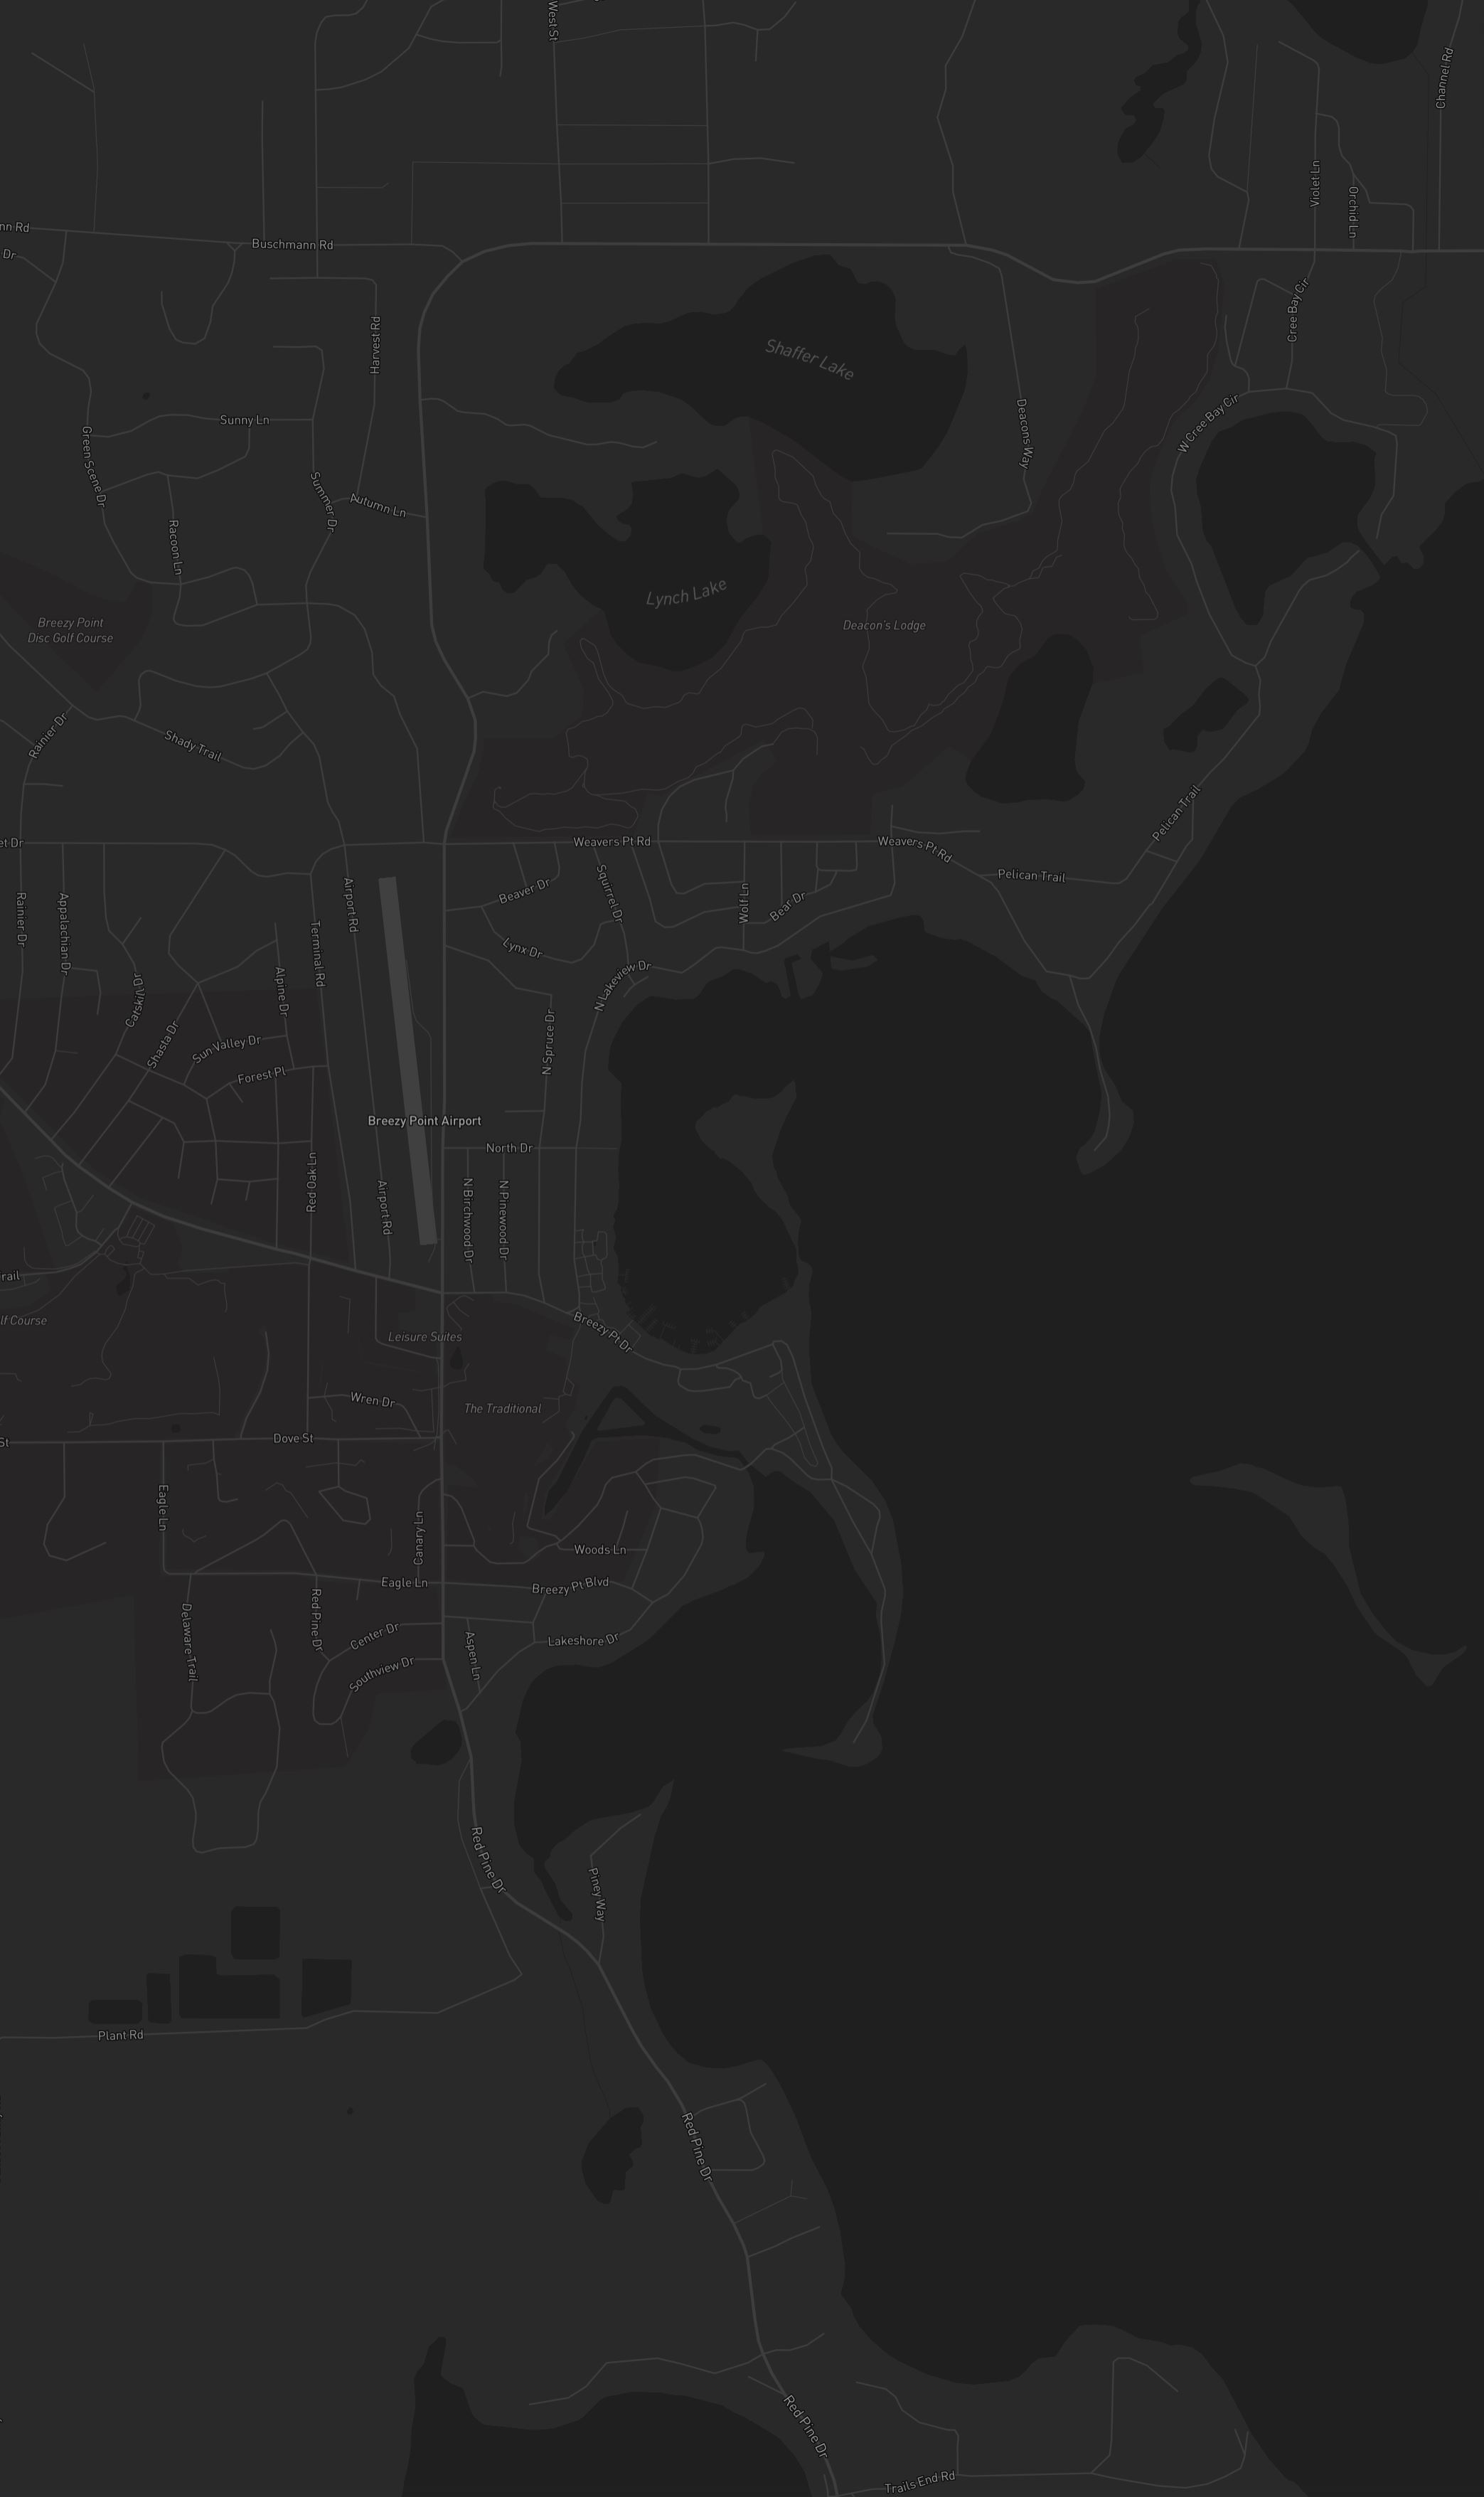 West St
Channel Rd
Violet Ln
Orchid Ln
nn Rd
Buschmann Rd
Dr
Cree Bay Cir
Harvest Rd
Shaffer Lake
W Cree Bay Cir
Deacons Way
Sunny Ln
Green Scene Dr
Summer Dr
Autumn Ln
Racoon Ln
Lynch Lake
Breezy Point
Disc Golf Course
Deacon's Lodge
Rainier Dr
Shady Trail
Pelican Trail
et Dr
Weavers Pt Rd
Weavers Pt Rd
Pelican Trail
Beaver Dr
Squirrel Dr
Wolf Ln
Bear Dr
Rainier Dr
Appalachian Dr
Airport Rd
Terminal Rd
Lynx Dr
N Lakeview Dr
Catskill Dr
Alpine Dr
Shasta Dr
Sun Valley Dr
N Spruce Dr
Forest Pl
Breezy Point Airport
North Dr
Red Oak Ln
Airport Rd
N Birchwood Dr
N Pinewood Dr
rail
lf Course
Leisure Suites
Breezy Pt Dr
Wren Dr
The Traditional
St
Dove St
Eagle Ln
Canary Ln
Woods Ln
Eagle Ln
Breezy Pt Blvd
Delaware Trail
Red Pine Dr
Center Dr
Lakeshore Dr
Aspen Ln
Southview Dr
Red Pine Dr
Piney Way
Plant Rd
Red Pine Dr
Red Pine Dr
Trails End Rd